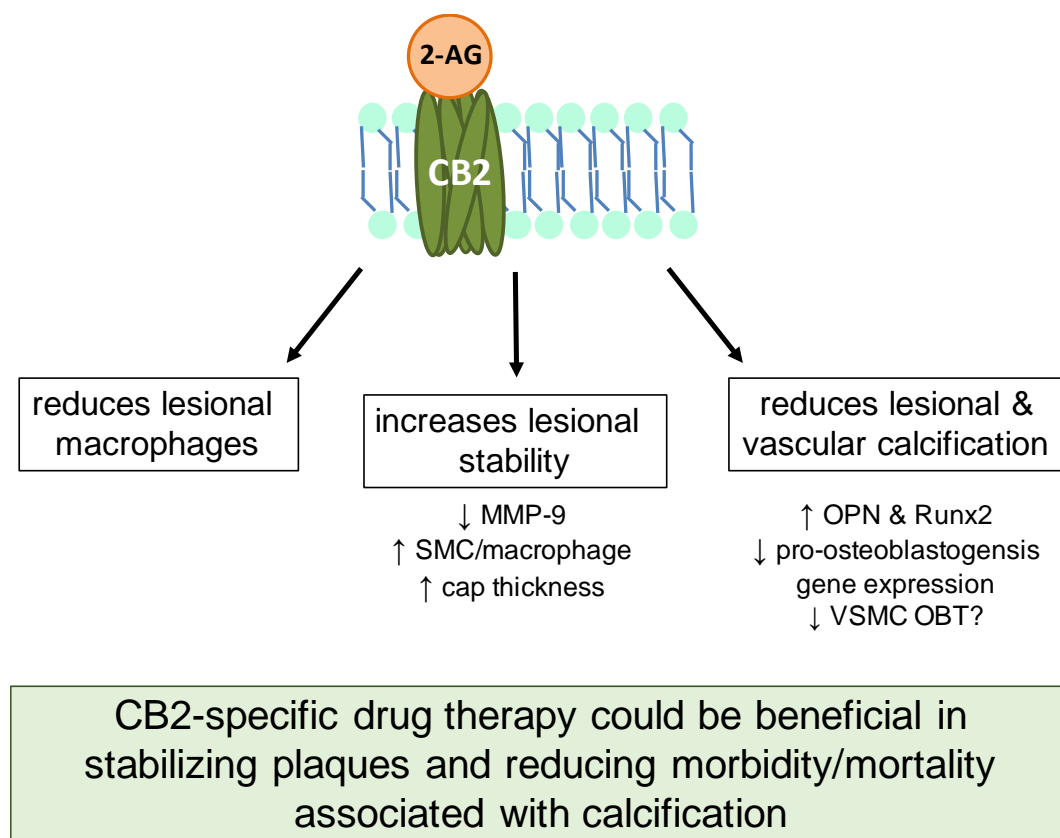 2-AG
CB2
reduces lesional
macrophages
increases lesional
stability
↓ MMP-9
↑ SMC/macrophage
↑ cap thickness
reduces lesional &
vascular calcification
↑ OPN & Runx2
↓ pro-osteoblastogensis
gene expression
↓ VSMC OBT?
CB2-specific drug therapy could be beneficial in
stabilizing plaques and reducing morbidity/mortality
associated with calcification